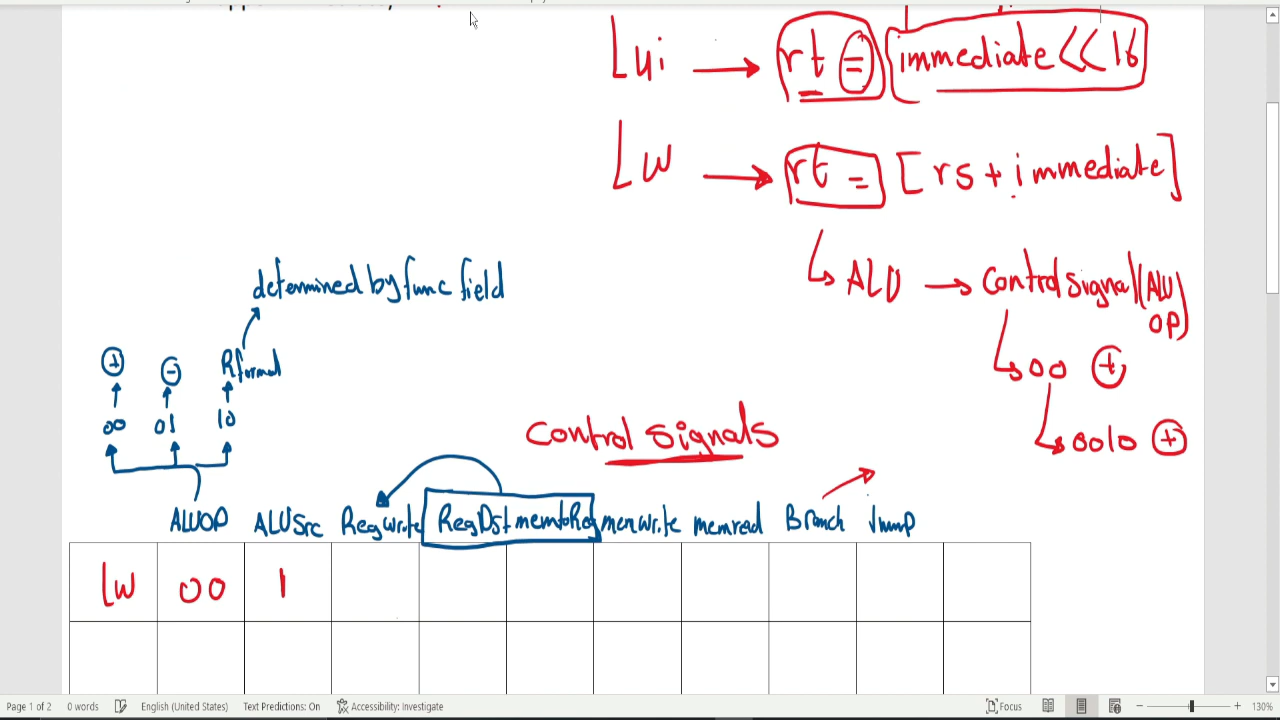 Lui → rt = immediate << 16
Lw → rt = [rs + immediate]
ALU → Control signal (ALU OP)
00 +
0010 +
determined by func field
+ - R format
00 01 10
Control signals
ALUOP ALUSrc RegWrite RegDst memtoReg memwrite memread Branch Jump
lw 00 1
Page 1 of 2 0 words English (United States) Text Predictions: On Accessibility: Investigate Focus 130%